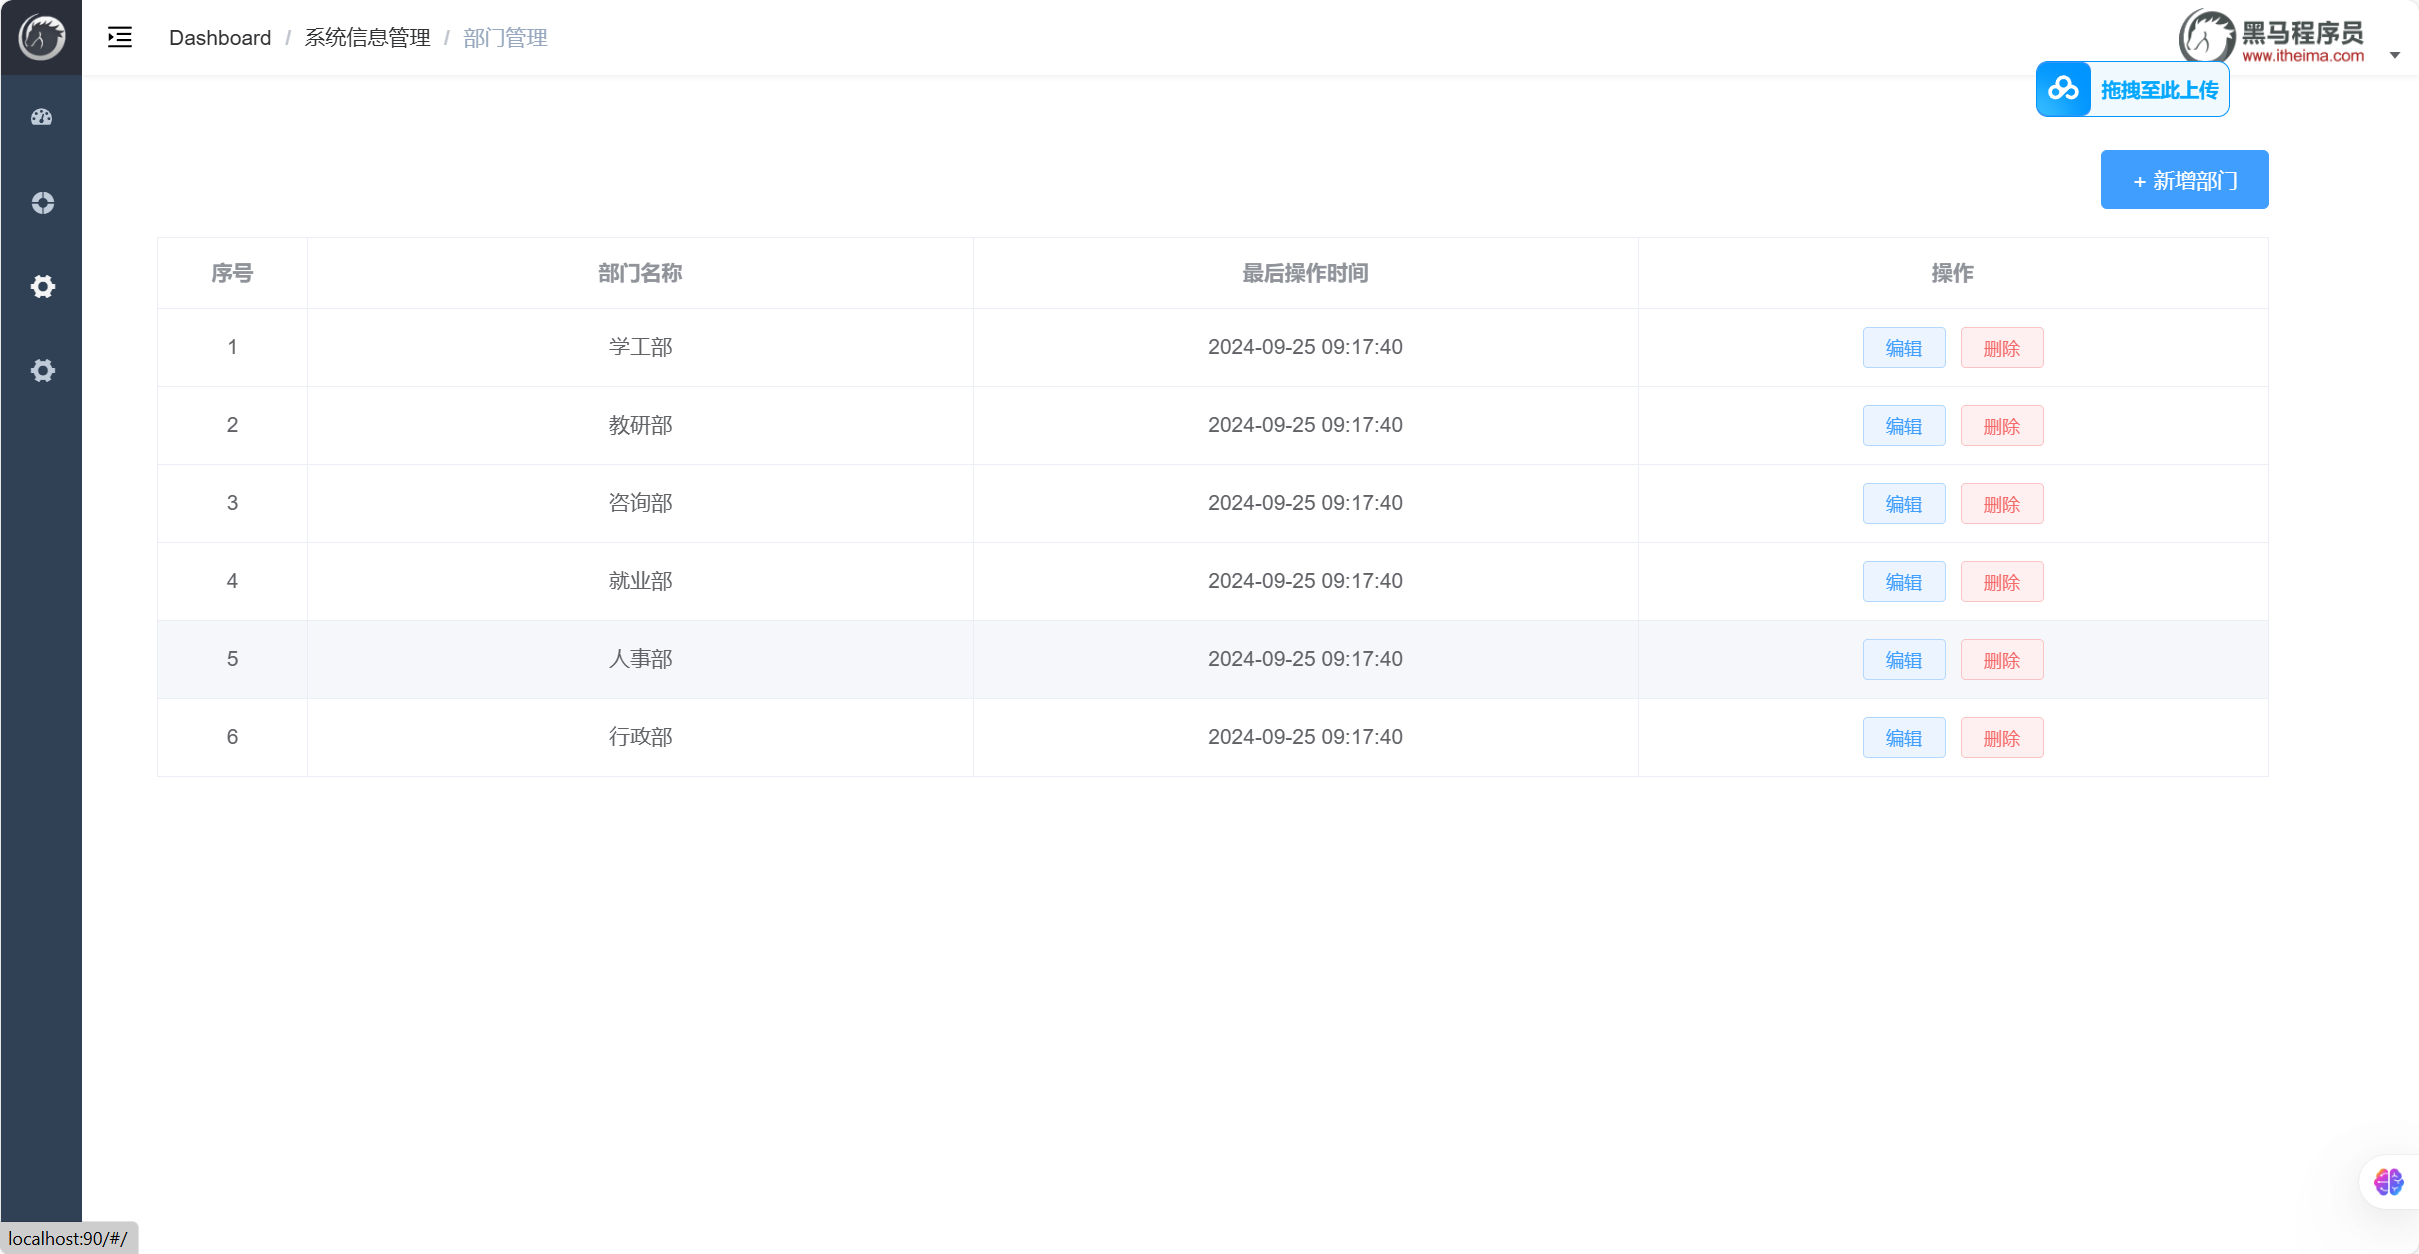 Dashboard / 系统信息管理 / 部门管理
黑马程序员
www.itheima.com
拖拽至此上传
+ 新增部门
序号 部门名称 最后操作时间 操作
1 学工部 2024-09-25 09:17:40 编辑 删除
2 教研部 2024-09-25 09:17:40 编辑 删除
3 咨询部 2024-09-25 09:17:40 编辑 删除
4 就业部 2024-09-25 09:17:40 编辑 删除
5 人事部 2024-09-25 09:17:40 编辑 删除
6 行政部 2024-09-25 09:17:40 编辑 删除
localhost:90/#/